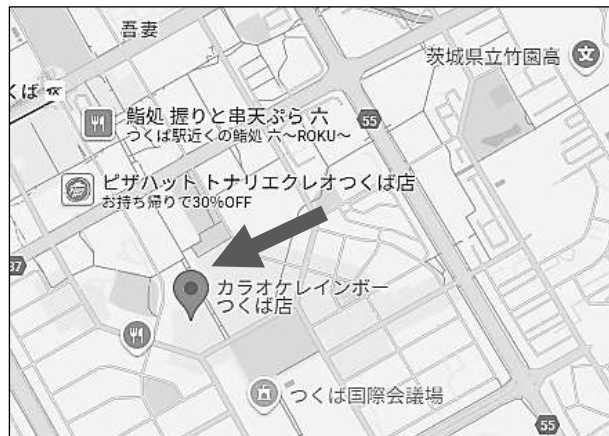 吾妻
茨城県立竹園高
文
くば
鮨処 握りと串天ぷら 六
つくば駅近くの鮨処 六～ROKU～
55
ピザハット トナリエクレオつくば店
お持ち帰りで30%OFF
37
カラオケレインボー
つくば店
つくば国際会議場
55